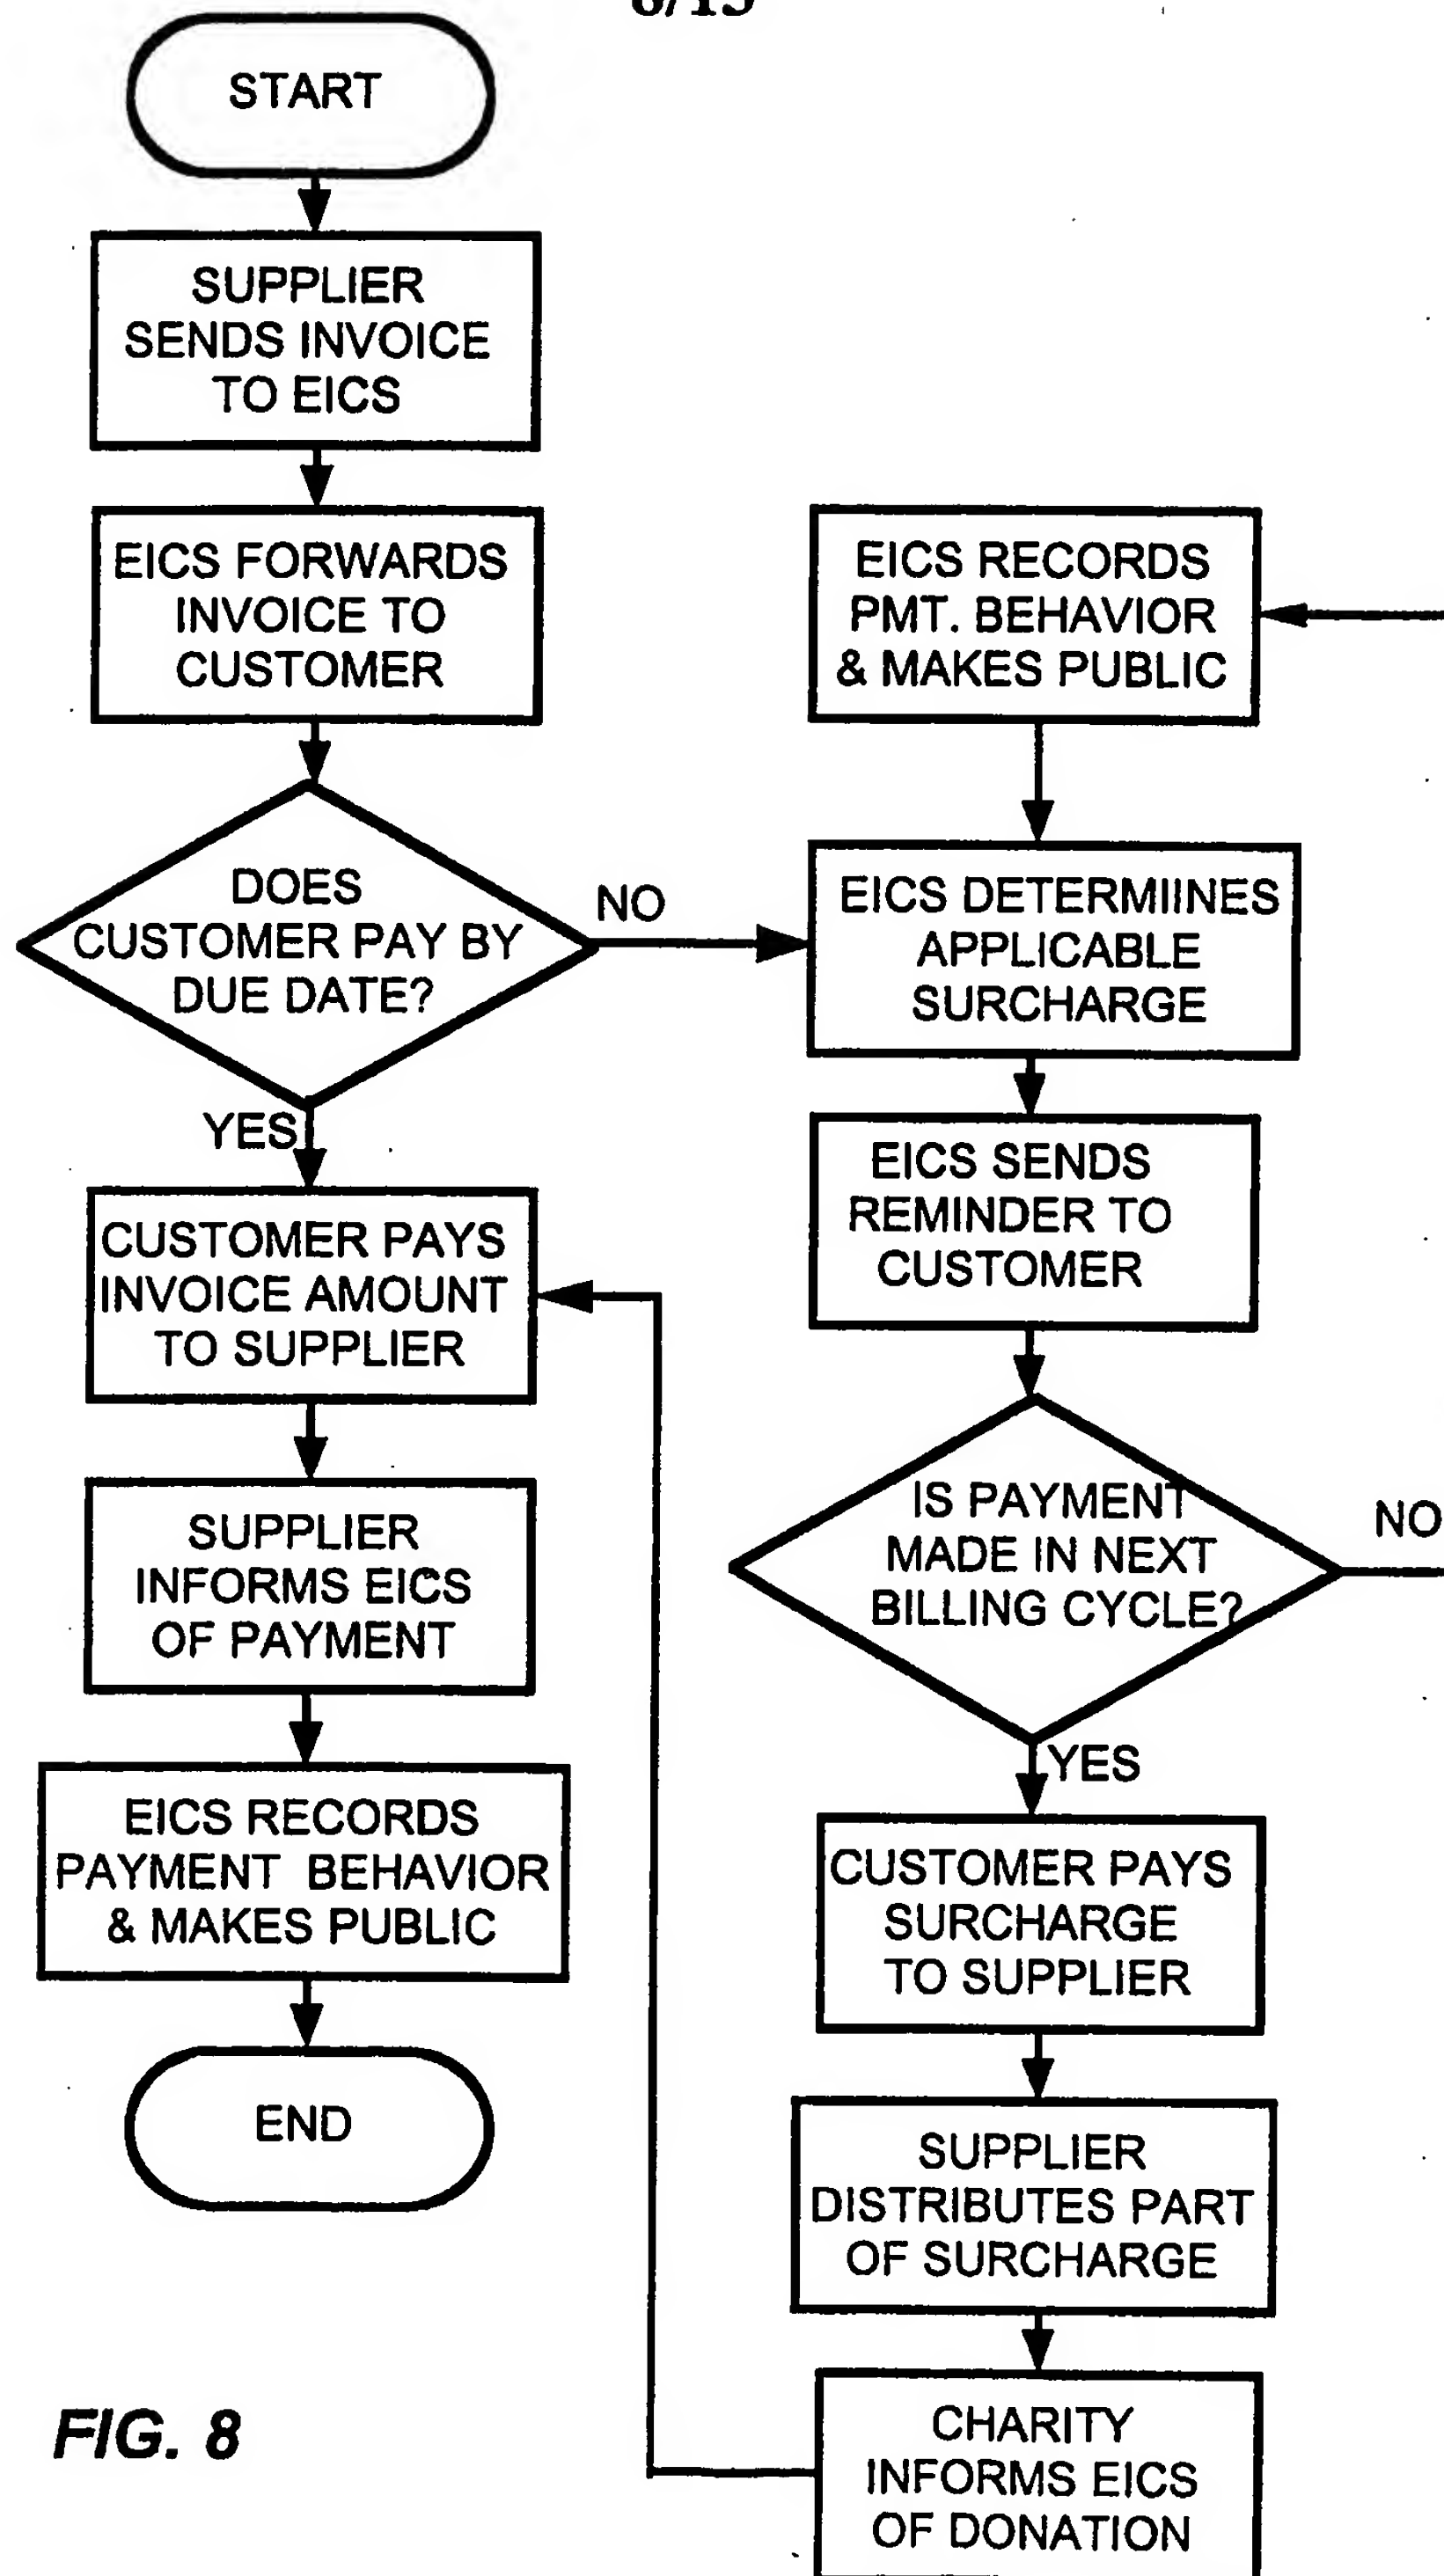 START
SUPPLIER
SENDS INVOICE
TO EICS
EICS FORWARDS
INVOICE TO
CUSTOMER
DOES
CUSTOMER PAY BY
DUE DATE?
NO
YES
CUSTOMER PAYS
INVOICE AMOUNT
TO SUPPLIER
SUPPLIER
INFORMS EICS
OF PAYMENT
EICS RECORDS
PAYMENT BEHAVIOR
& MAKES PUBLIC
END
EICS RECORDS
PMT. BEHAVIOR
& MAKES PUBLIC
EICS DETERMIINES
APPLICABLE
SURCHARGE
EICS SENDS
REMINDER TO
CUSTOMER
IS PAYMENT
MADE IN NEXT
BILLING CYCLE?
NO
YES
CUSTOMER PAYS
SURCHARGE
TO SUPPLIER
SUPPLIER
DISTRIBUTES PART
OF SURCHARGE
CHARITY
INFORMS EICS
OF DONATION
FIG. 8